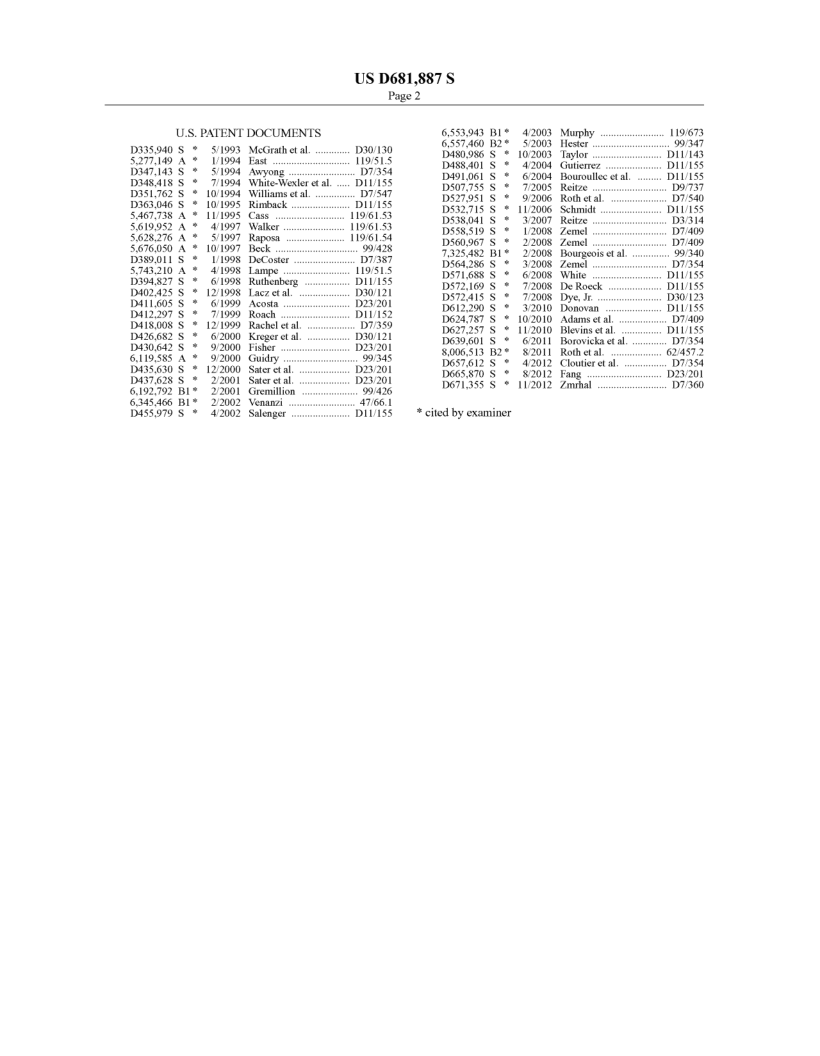 US D681,887 S
Page 2
U.S. PATENT DOCUMENTS
D335,940 S * 5/1993 McGrath et al. ............. D30/130
5,277,149 A * 1/1994 East ............................. 119/51.5
D347,143 S * 5/1994 Awyong ......................... D7/354
D348,418 S * 7/1994 White-Wexler et al. ..... D11/155
D351,762 S * 10/1994 Williams et al. ............... D7/547
D363,046 S * 10/1995 Rimback ...................... D11/155
5,467,738 A * 11/1995 Cass .......................... 119/61.53
5,619,952 A * 4/1997 Walker ....................... 119/61.53
5,628,276 A * 5/1997 Raposa ...................... 119/61.54
5,676,050 A * 10/1997 Beck ............................... 99/428
D389,011 S * 1/1998 DeCoster ....................... D7/387
5,743,210 A * 4/1998 Lampe ......................... 119/51.5
D394,827 S * 6/1998 Ruthenberg ................. D11/155
D402,425 S * 12/1998 Lacz et al. ................... D30/121
D411,605 S * 6/1999 Acosta ......................... D23/201
D412,297 S * 7/1999 Roach .......................... D11/152
D418,008 S * 12/1999 Rachel et al. .................. D7/359
D426,682 S * 6/2000 Kreger et al. ................ D30/121
D430,642 S * 9/2000 Fisher .......................... D23/201
6,119,585 A * 9/2000 Guidry ............................ 99/345
D435,630 S * 12/2000 Sater et al. ................... D23/201
D437,628 S * 2/2001 Sater et al. ................... D23/201
6,192,792 B1 * 2/2001 Gremillion ..................... 99/426
6,345,466 B1 * 2/2002 Venanzi ......................... 47/66.1
D455,979 S * 4/2002 Salenger ...................... D11/155
6,553,943 B1 * 4/2003 Murphy ........................ 119/673
6,557,460 B2 * 5/2003 Hester ............................. 99/347
D480,986 S * 10/2003 Taylor .......................... D11/143
D488,401 S * 4/2004 Gutierrez ..................... D11/155
D491,061 S * 6/2004 Bouroullec et al. ......... D11/155
D507,755 S * 7/2005 Reitze ............................ D9/737
D527,951 S * 9/2006 Roth et al. ..................... D7/540
D532,715 S * 11/2006 Schmidt ....................... D11/155
D538,041 S * 3/2007 Reitze ............................ D3/314
D558,519 S * 1/2008 Zemel ............................ D7/409
D560,967 S * 2/2008 Zemel ............................ D7/409
7,325,482 B1 * 2/2008 Bourgeois et al. .............. 99/340
D564,286 S * 3/2008 Zemel ............................ D7/354
D571,688 S * 6/2008 White .......................... D11/155
D572,169 S * 7/2008 De Roeck .................... D11/155
D572,415 S * 7/2008 Dye, Jr. ........................ D30/123
D612,290 S * 3/2010 Donovan ..................... D11/155
D624,787 S * 10/2010 Adams et al. .................. D7/409
D627,257 S * 11/2010 Blevins et al. ............... D11/155
D639,601 S * 6/2011 Borovicka et al. ............. D7/354
8,006,513 B2 * 8/2011 Roth et al. ................... 62/457.2
D657,612 S * 4/2012 Cloutier et al. ................ D7/354
D665,870 S * 8/2012 Fang ............................ D23/201
D671,355 S * 11/2012 Zmrhal .......................... D7/360
* cited by examiner